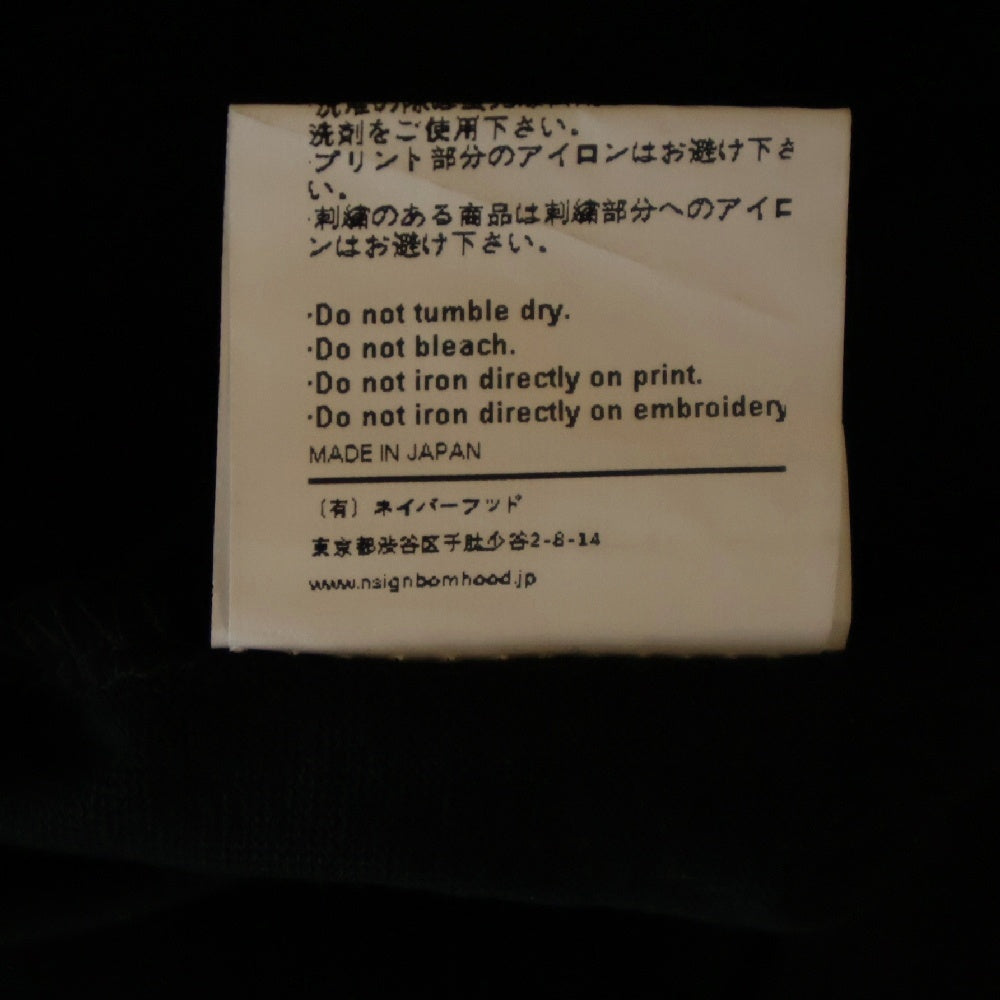 洗剤をご使用下さい。
·プリント部分のアイロンはお避け下さ
い。
·刺繍のある商品は刺繍部分へのアイロ
ンはお避け下さい。
·Do not tumble dry.
·Do not bleach.
·Do not iron directly on print.
·Do not iron directly on embroidery
MADE IN JAPAN
(有) ネイバーフッド
東京都渋谷区千駄ヶ谷2-8-14
www.nsignbomhood.jp